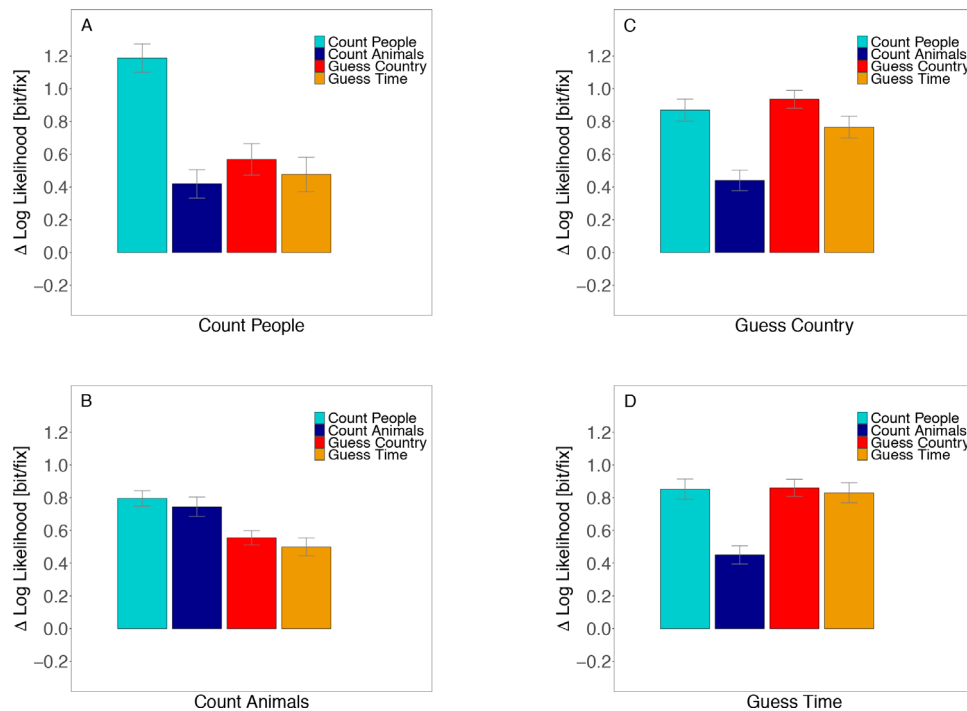 A
Count People
Count Animals
Guess Country
Guess Time
Δ Log Likelihood [bit/fix]
1.2
1.0
0.8
0.6
0.4
0.2
0.0
−0.2
Count People
C
Count People
Count Animals
Guess Country
Guess Time
Δ Log Likelihood [bit/fix]
1.2
1.0
0.8
0.6
0.4
0.2
0.0
−0.2
Guess Country
B
Count People
Count Animals
Guess Country
Guess Time
Δ Log Likelihood [bit/fix]
1.2
1.0
0.8
0.6
0.4
0.2
0.0
−0.2
Count Animals
D
Count People
Count Animals
Guess Country
Guess Time
Δ Log Likelihood [bit/fix]
1.2
1.0
0.8
0.6
0.4
0.2
0.0
−0.2
Guess Time